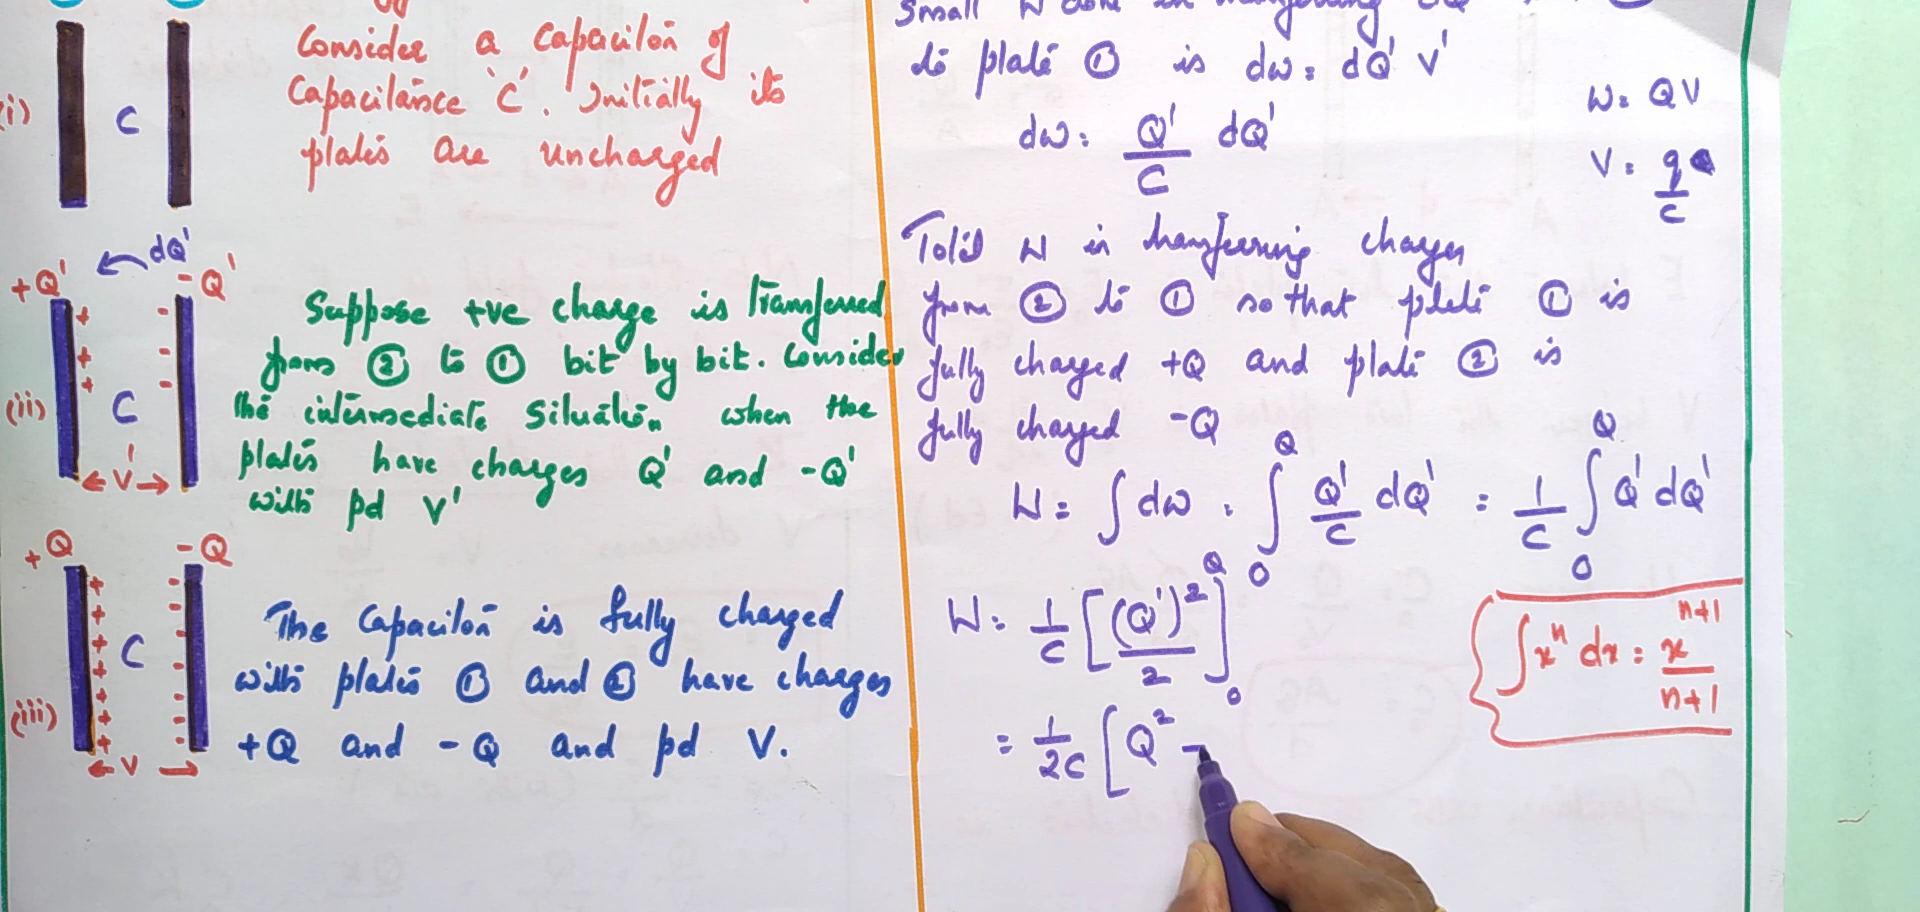 Consider a Capacitor of
Capacitance 'C'. Initially its
plates are uncharged
(i)
C
dQ'
+Q'
-Q'
+
+
+
-
-
-
(ii)
C
V'
Suppose +ve charge is transferred
from ② to ① bit by bit. Consider
the intermediate situation when the
plates have charges Q' and -Q'
with pd V'
+Q
-Q
(iii)
C
V
The Capacitor is fully charged
with plates ① and ② have charges
+Q and -Q and pd V.
Small W done in transferring
to plate ① is dw = dQ' V'
dw = Q'/C dQ'
W = QV
V = q/C
Total W in transferring charges
from ② to ① so that plate ① is
fully charged +Q and plate ② is
fully charged -Q
W = ∫ dw = ∫₀^Q Q'/C dQ' = 1/C ∫₀^Q Q' dQ'
W = 1/C [(Q')²/2]₀^Q
∫xⁿ dx = xⁿ⁺¹/n+1
= 1/2C [Q² -